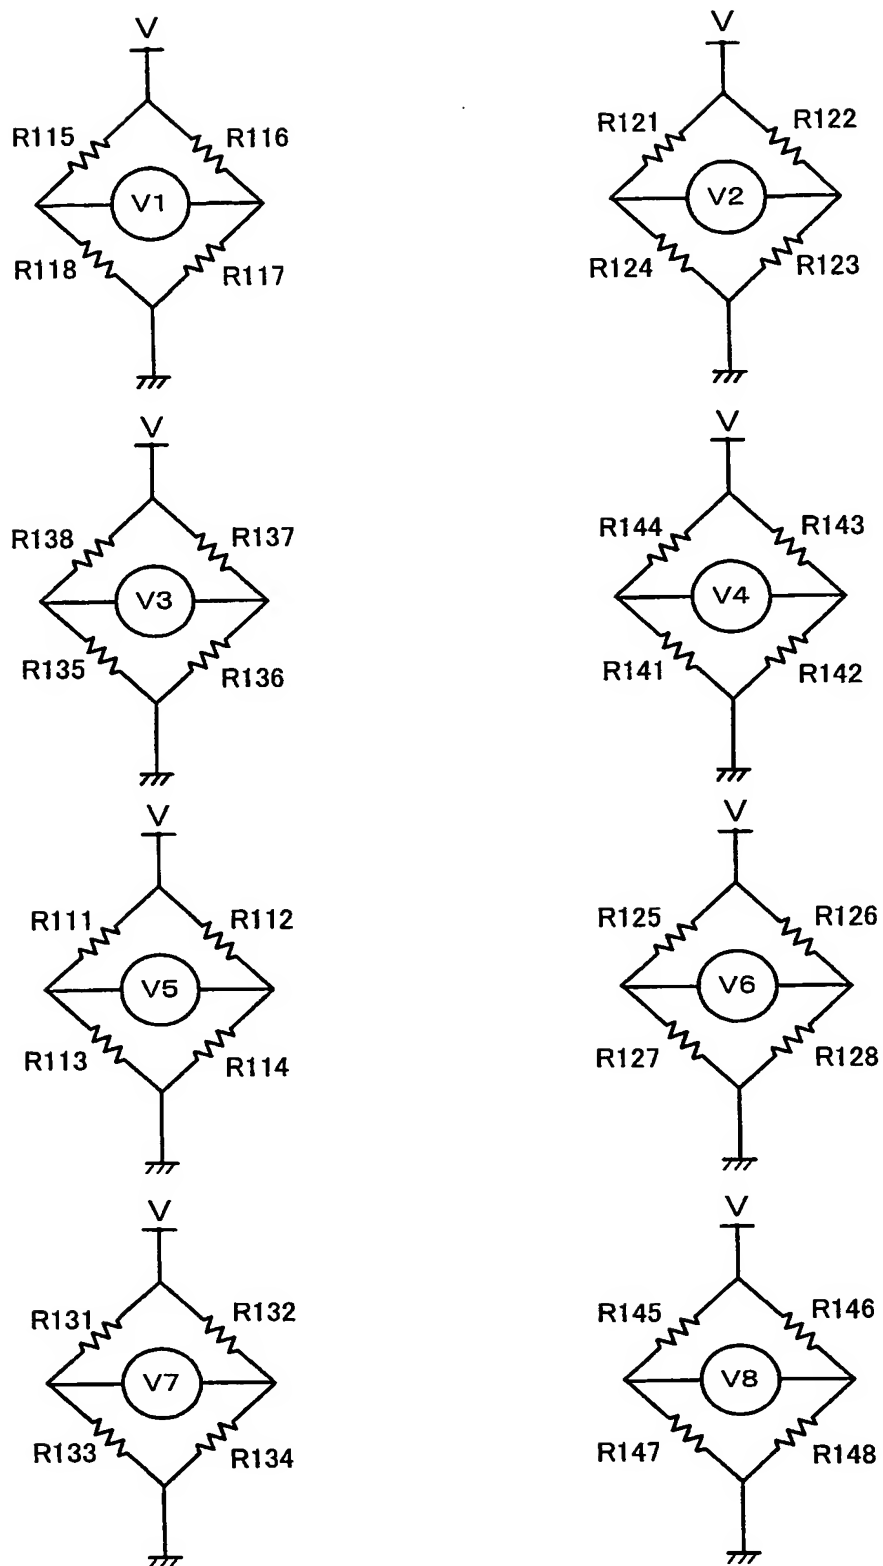 V V
R115 R116 R121 R122
V1 V2
R118 R117 R124 R123
V V
R138 R137 R144 R143
V3 V4
R135 R136 R141 R142
V V
R111 R112 R125 R126
V5 V6
R113 R114 R127 R128
V V
R131 R132 R145 R146
V7 V8
R133 R134 R147 R148